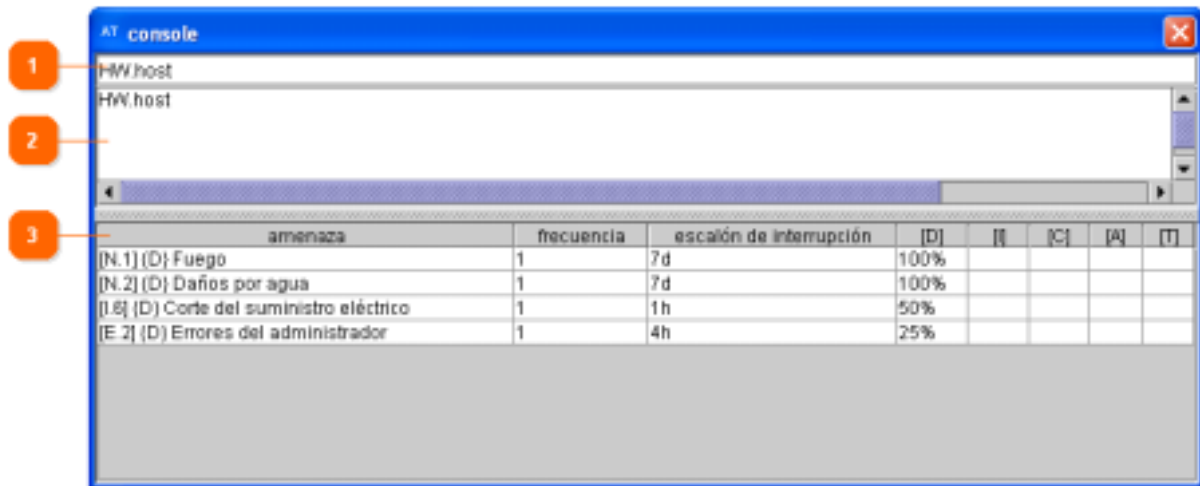 AT console
1
HW.host
2
HW.host
3
amenaza frecuencia escalón de interrupción [D] [I] [C] [A] [T]
[N.1] {D} Fuego 1 7d 100%
[N.2] {D} Daños por agua 1 7d 100%
[I.6] {D} Corte del suministro eléctrico 1 1h 50%
[E.2] {D} Errores del administrador 1 4h 25%